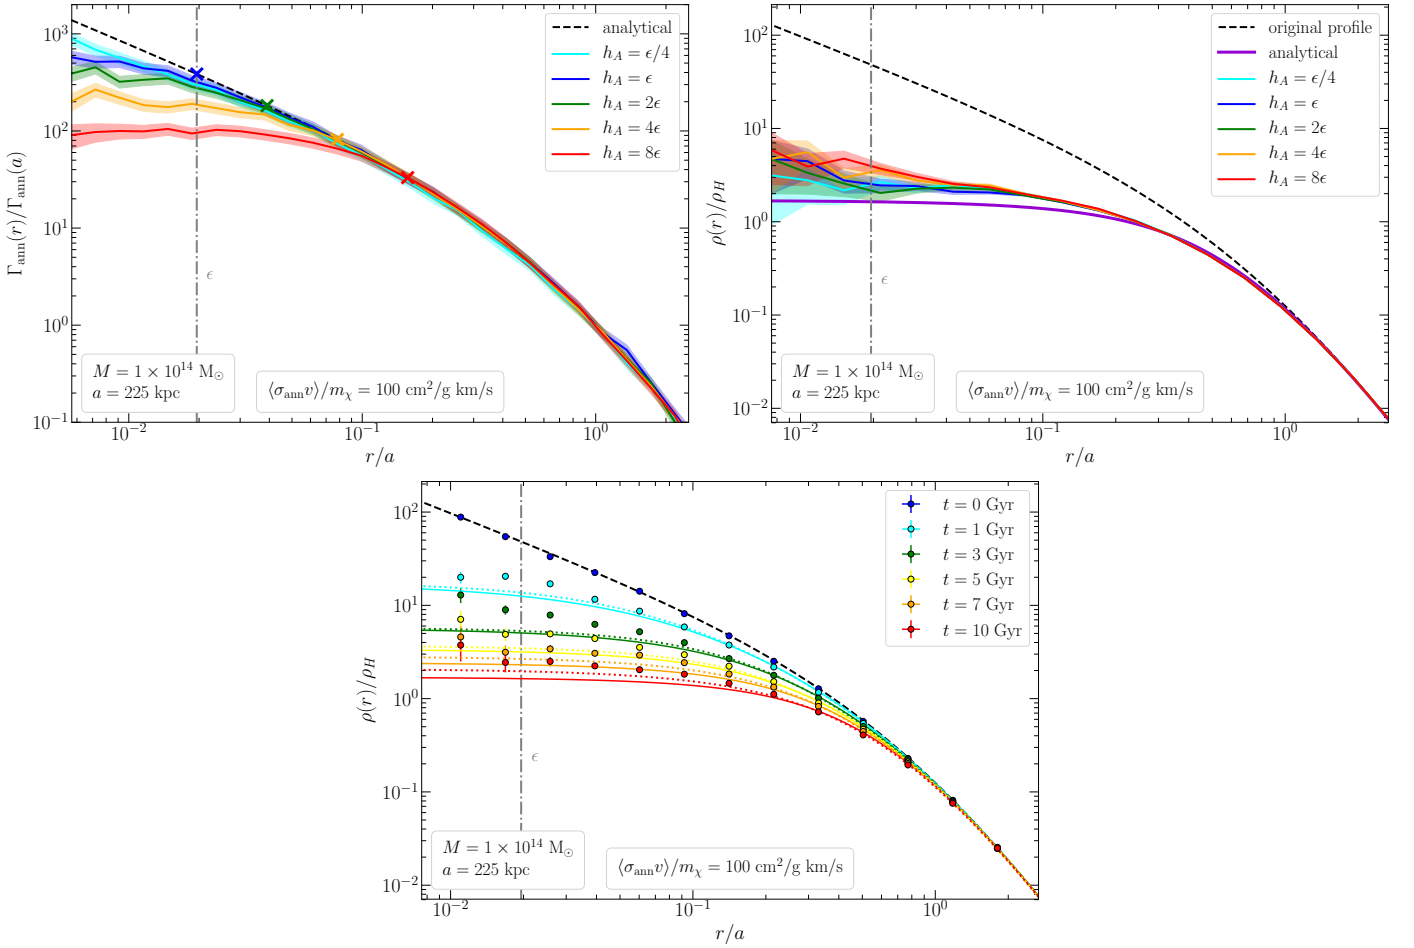 analytical
h_A = ϵ/4
h_A = ϵ
h_A = 2ϵ
h_A = 4ϵ
h_A = 8ϵ
10^3
10^2
10^1
10^0
10^−1
Γ_ann(r)/Γ_ann(a)
ϵ
M = 1 × 10^14 M_⊙
a = 225 kpc
⟨σ_ann v⟩/m_χ = 100 cm^2/g km/s
10^−2
10^−1
10^0
r/a
original profile
analytical
h_A = ϵ/4
h_A = ϵ
h_A = 2ϵ
h_A = 4ϵ
h_A = 8ϵ
10^2
10^1
10^0
10^−1
10^−2
ρ(r)/ρ_H
ϵ
M = 1 × 10^14 M_⊙
a = 225 kpc
⟨σ_ann v⟩/m_χ = 100 cm^2/g km/s
10^−2
10^−1
10^0
r/a
t = 0 Gyr
t = 1 Gyr
t = 3 Gyr
t = 5 Gyr
t = 7 Gyr
t = 10 Gyr
10^2
10^1
10^0
10^−1
10^−2
ρ(r)/ρ_H
ϵ
M = 1 × 10^14 M_⊙
a = 225 kpc
⟨σ_ann v⟩/m_χ = 100 cm^2/g km/s
10^−2
10^−1
10^0
r/a